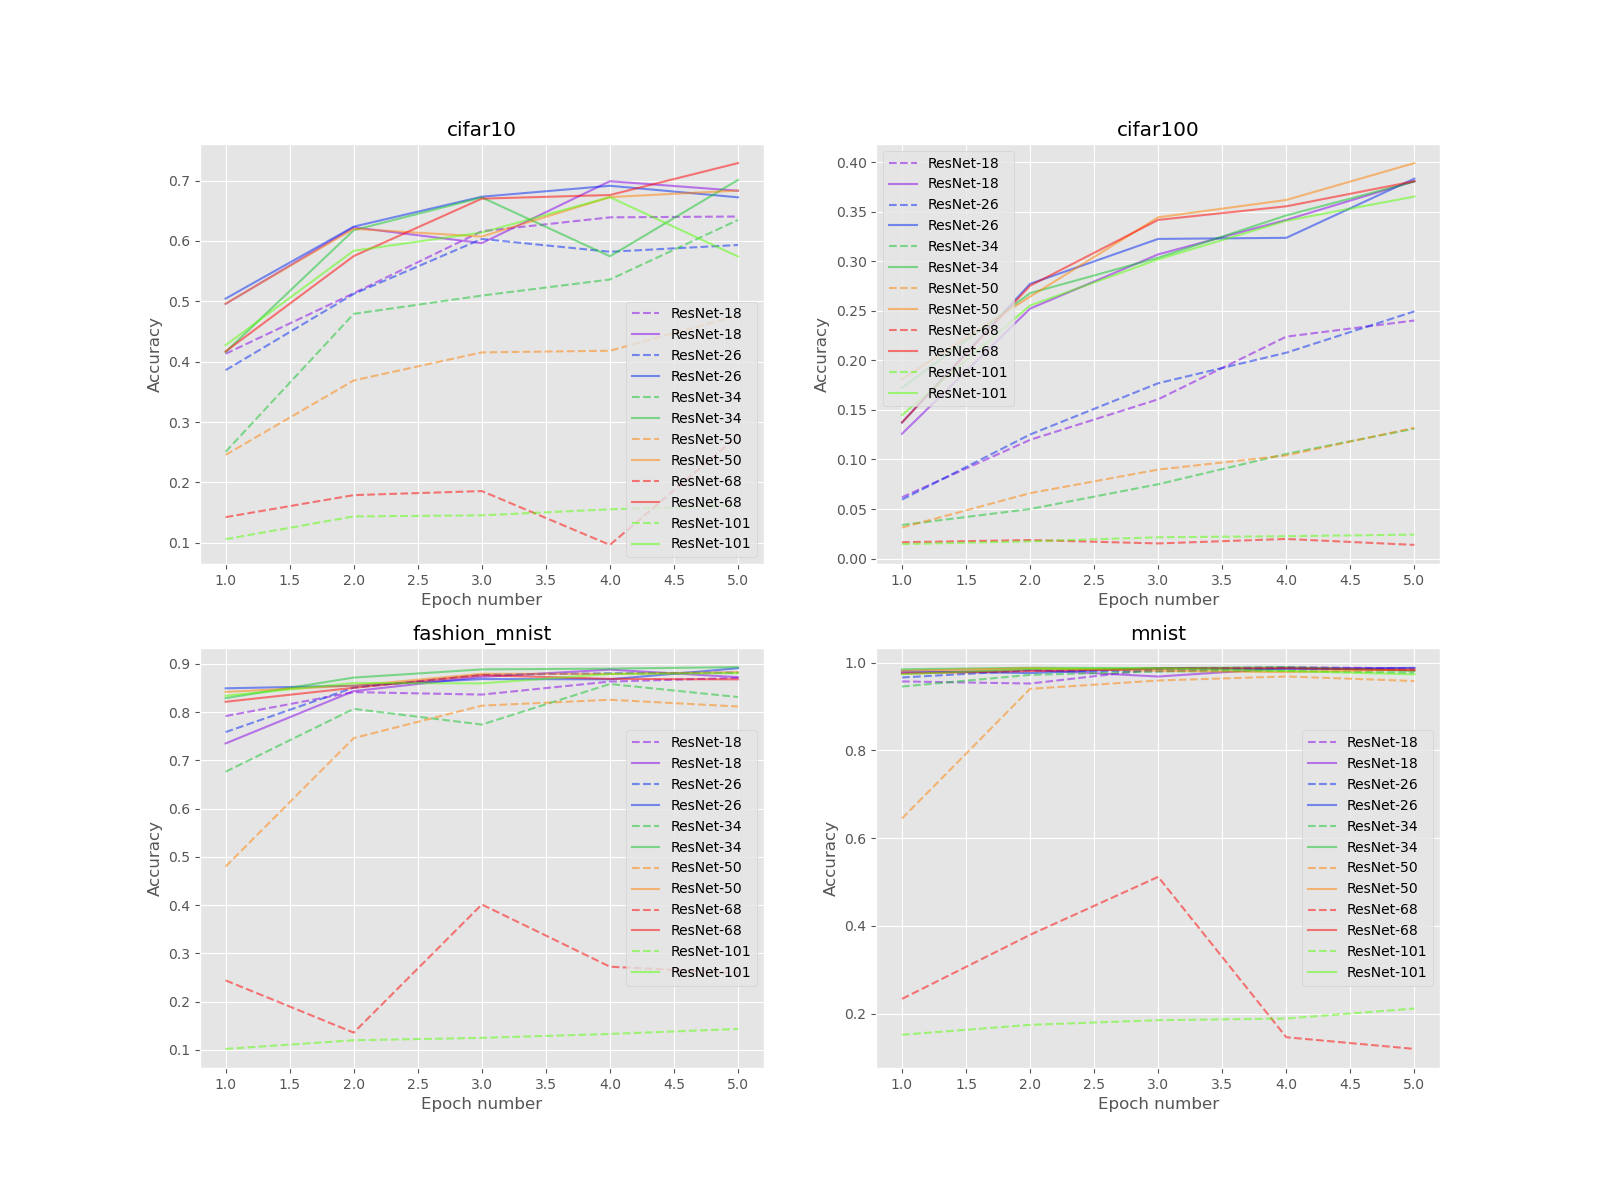 cifar10
0.7
0.6
0.5
0.4
0.3
0.2
0.1
Accuracy
ResNet-18
ResNet-18
ResNet-26
ResNet-26
ResNet-34
ResNet-34
ResNet-50
ResNet-50
ResNet-68
ResNet-68
ResNet-101
ResNet-101
1.0 1.5 2.0 2.5 3.0 3.5 4.0 4.5 5.0
Epoch number
cifar100
0.40
0.35
0.30
0.25
0.20
0.15
0.10
0.05
0.00
Accuracy
ResNet-18
ResNet-18
ResNet-26
ResNet-26
ResNet-34
ResNet-34
ResNet-50
ResNet-50
ResNet-68
ResNet-68
ResNet-101
ResNet-101
1.0 1.5 2.0 2.5 3.0 3.5 4.0 4.5 5.0
Epoch number
fashion_mnist
0.9
0.8
0.7
0.6
0.5
0.4
0.3
0.2
0.1
Accuracy
ResNet-18
ResNet-18
ResNet-26
ResNet-26
ResNet-34
ResNet-34
ResNet-50
ResNet-50
ResNet-68
ResNet-68
ResNet-101
ResNet-101
1.0 1.5 2.0 2.5 3.0 3.5 4.0 4.5 5.0
Epoch number
mnist
1.0
0.8
0.6
0.4
0.2
Accuracy
ResNet-18
ResNet-18
ResNet-26
ResNet-26
ResNet-34
ResNet-34
ResNet-50
ResNet-50
ResNet-68
ResNet-68
ResNet-101
ResNet-101
1.0 1.5 2.0 2.5 3.0 3.5 4.0 4.5 5.0
Epoch number